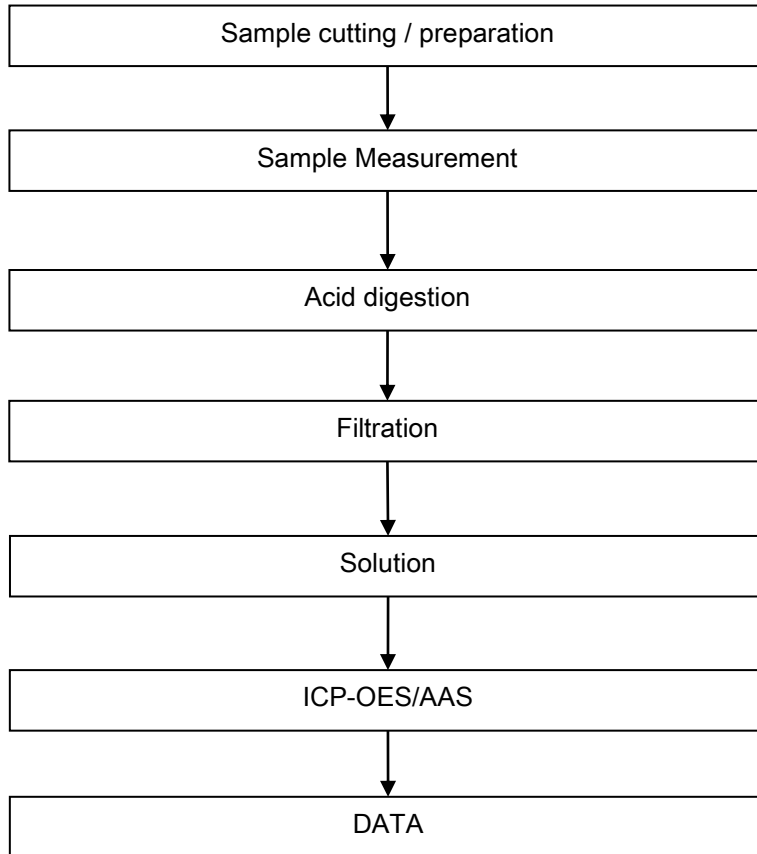 Sample cutting / preparation
Sample Measurement
Acid digestion
Filtration
Solution
ICP-OES/AAS
DATA